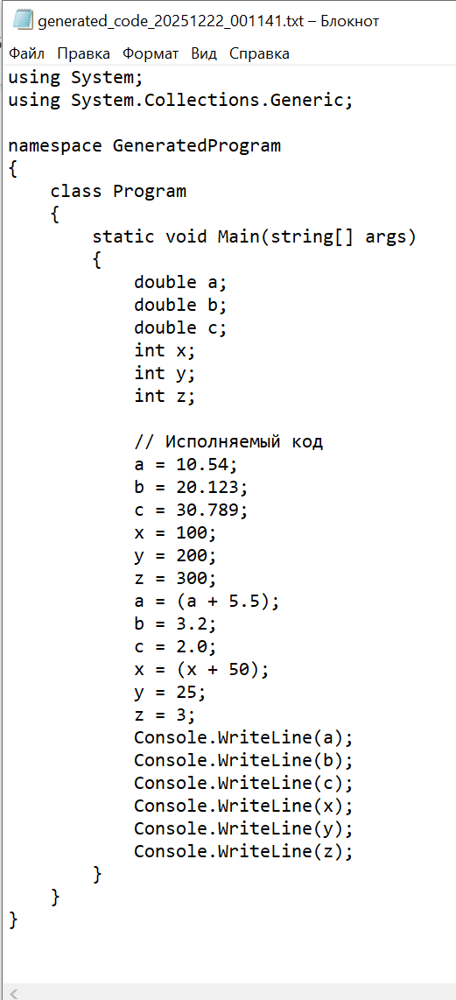 generated_code_20251222_001141.txt – Блокнот
Файл Правка Формат Вид Справка
using System;
using System.Collections.Generic;

namespace GeneratedProgram
{
    class Program
    {
        static void Main(string[] args)
        {
            double a;
            double b;
            double c;
            int x;
            int y;
            int z;

            // Исполняемый код
            a = 10.54;
            b = 20.123;
            c = 30.789;
            x = 100;
            y = 200;
            z = 300;
            a = (a + 5.5);
            b = 3.2;
            c = 2.0;
            x = (x + 50);
            y = 25;
            z = 3;
            Console.WriteLine(a);
            Console.WriteLine(b);
            Console.WriteLine(c);
            Console.WriteLine(x);
            Console.WriteLine(y);
            Console.WriteLine(z);
        }
    }
}